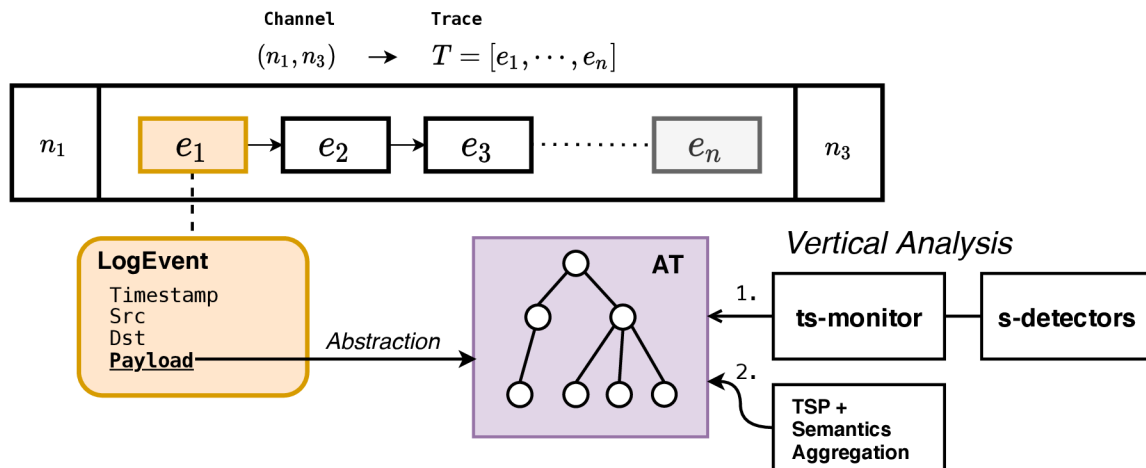 Channel Trace
(n₁, n₃) → T = [e₁, ⋯, eₙ]
n₁ e₁ e₂ e₃ eₙ n₃
LogEvent
Timestamp
Src
Dst
Payload
Abstraction
AT
Vertical Analysis
1.
ts-monitor
s-detectors
2.
TSP +
Semantics
Aggregation